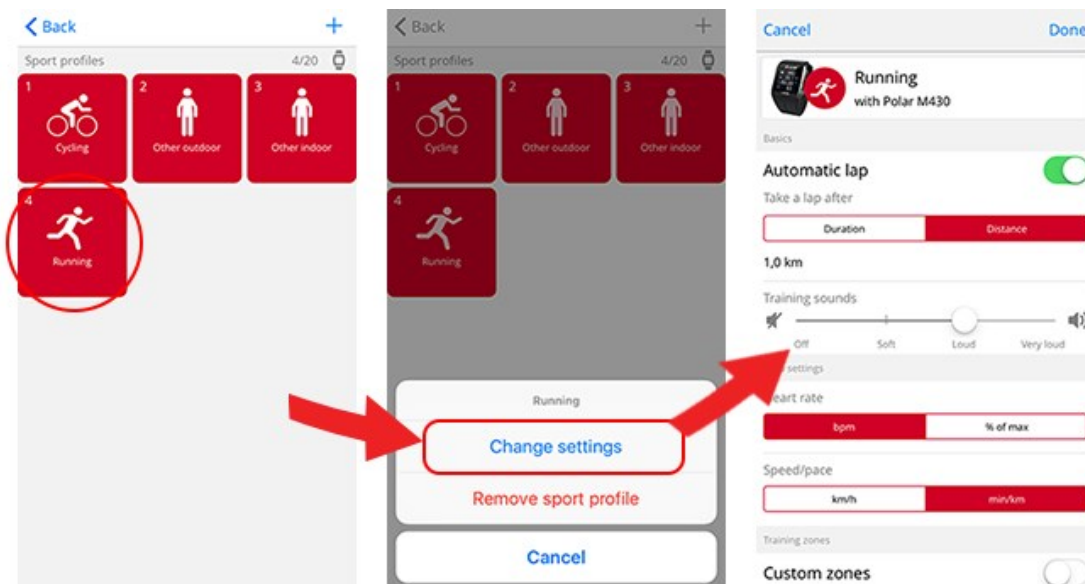 Back
Sport profiles 4/20
1 2 3
Cycling Other outdoor Other indoor
4
Running
Back
Sport profiles 4/20
1 2 3
Cycling Other outdoor Other indoor
4
Running
Running
Change settings
Remove sport profile
Cancel
Cancel Done
Running
with Polar M430
Basics
Automatic lap
Take a lap after
Duration Distance
1,0 km
Training sounds
Off Soft Loud Very loud
settings
eart rate
bpm % of max
Speed/pace
km/h min/km
Training zones
Custom zones